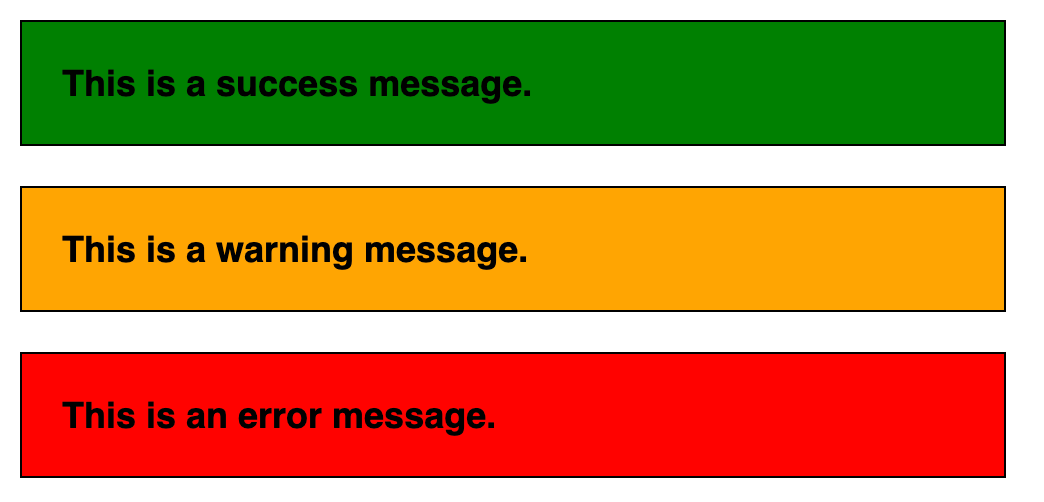 This is a success message.
This is a warning message.
This is an error message.